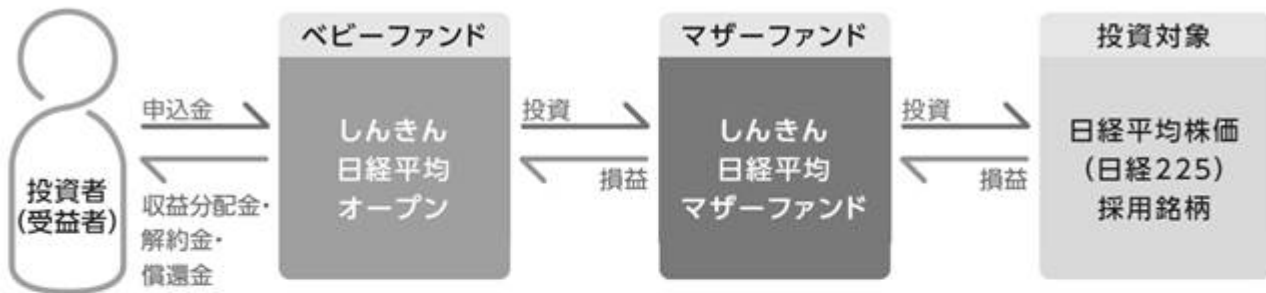 投資者
(受益者)
申込金
収益分配金・
解約金・
償還金
ベビーファンド
しんきん
日経平均
オープン
投資
損益
マザーファンド
しんきん
日経平均
マザーファンド
投資
損益
投資対象
日経平均株価
(日経225)
採用銘柄